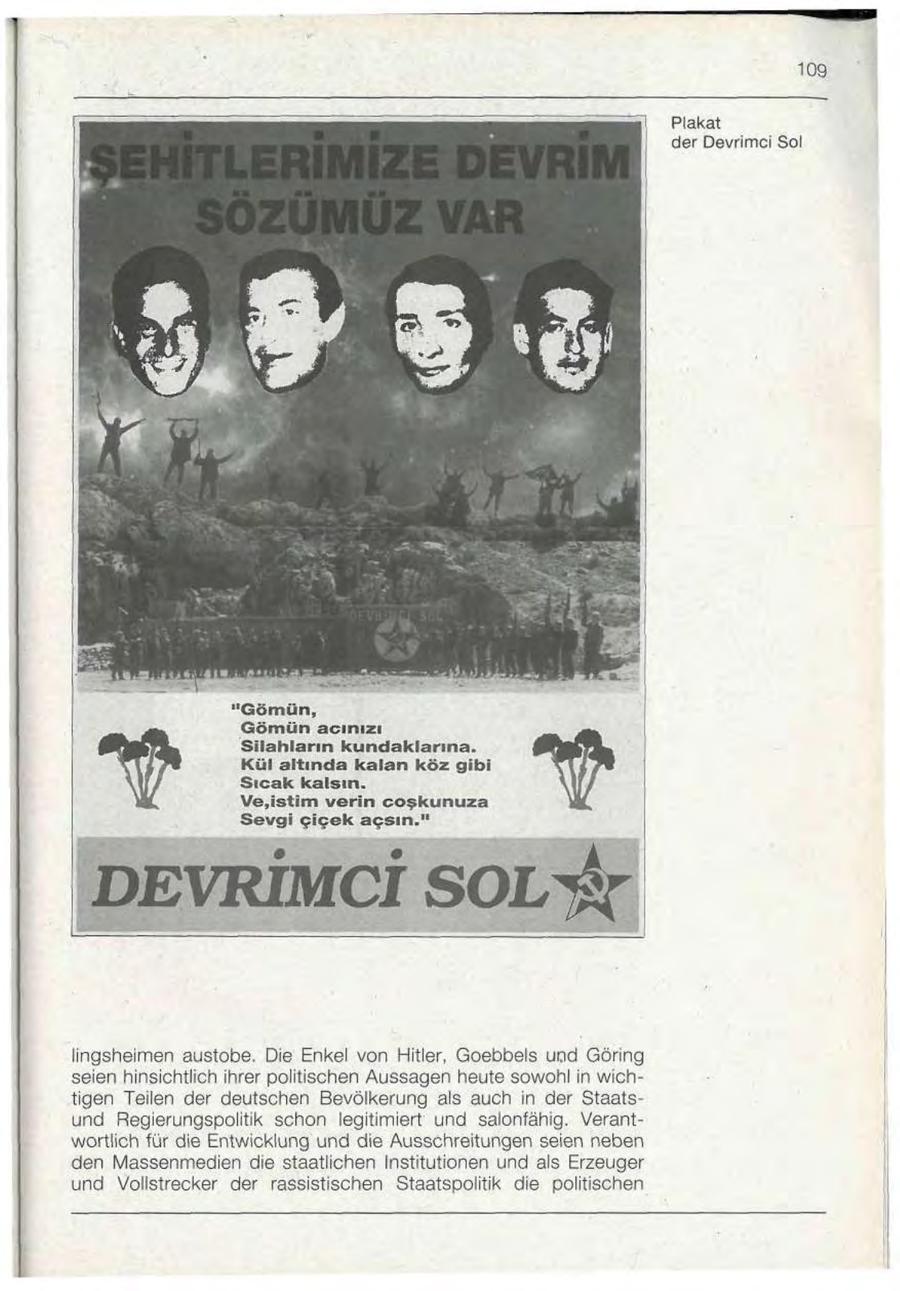 109
Plakat
der Devrimci Sol
ŞEHİTLERİMİZE DEVRİM
SÖZÜMÜZ VAR
DEVRİMCİ SOL
"Gömün,
Gömün acınızı
Silahların kundaklarına.
Kül altında kalan köz gibi
Sıcak kalsın.
Ve,istim verin coşkunuza
Sevgi çiçek açsın."
DEVRİMCİ SOL
lingsheimen austobe. Die Enkel von Hitler, Goebbels und Göring
seien hinsichtlich ihrer politischen Aussagen heute sowohl in wich-
tigen Teilen der deutschen Bevölkerung als auch in der Staats-
und Regierungspolitik schon legitimiert und salonfähig. Verant-
wortlich für die Entwicklung und die Ausschreitungen seien neben
den Massenmedien die staatlichen Institutionen und als Erzeuger
und Vollstrecker der rassistischen Staatspolitik die politischen